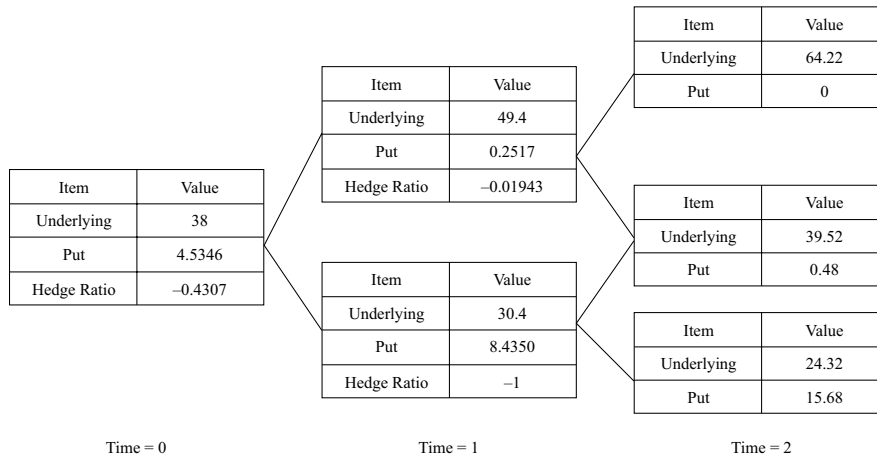 Item Value
Underlying 38
Put 4.5346
Hedge Ratio –0.4307
Item Value
Underlying 49.4
Put 0.2517
Hedge Ratio –0.01943
Item Value
Underlying 30.4
Put 8.4350
Hedge Ratio –1
Item Value
Underlying 64.22
Put 0
Item Value
Underlying 39.52
Put 0.48
Item Value
Underlying 24.32
Put 15.68
Time = 0 Time = 1 Time = 2